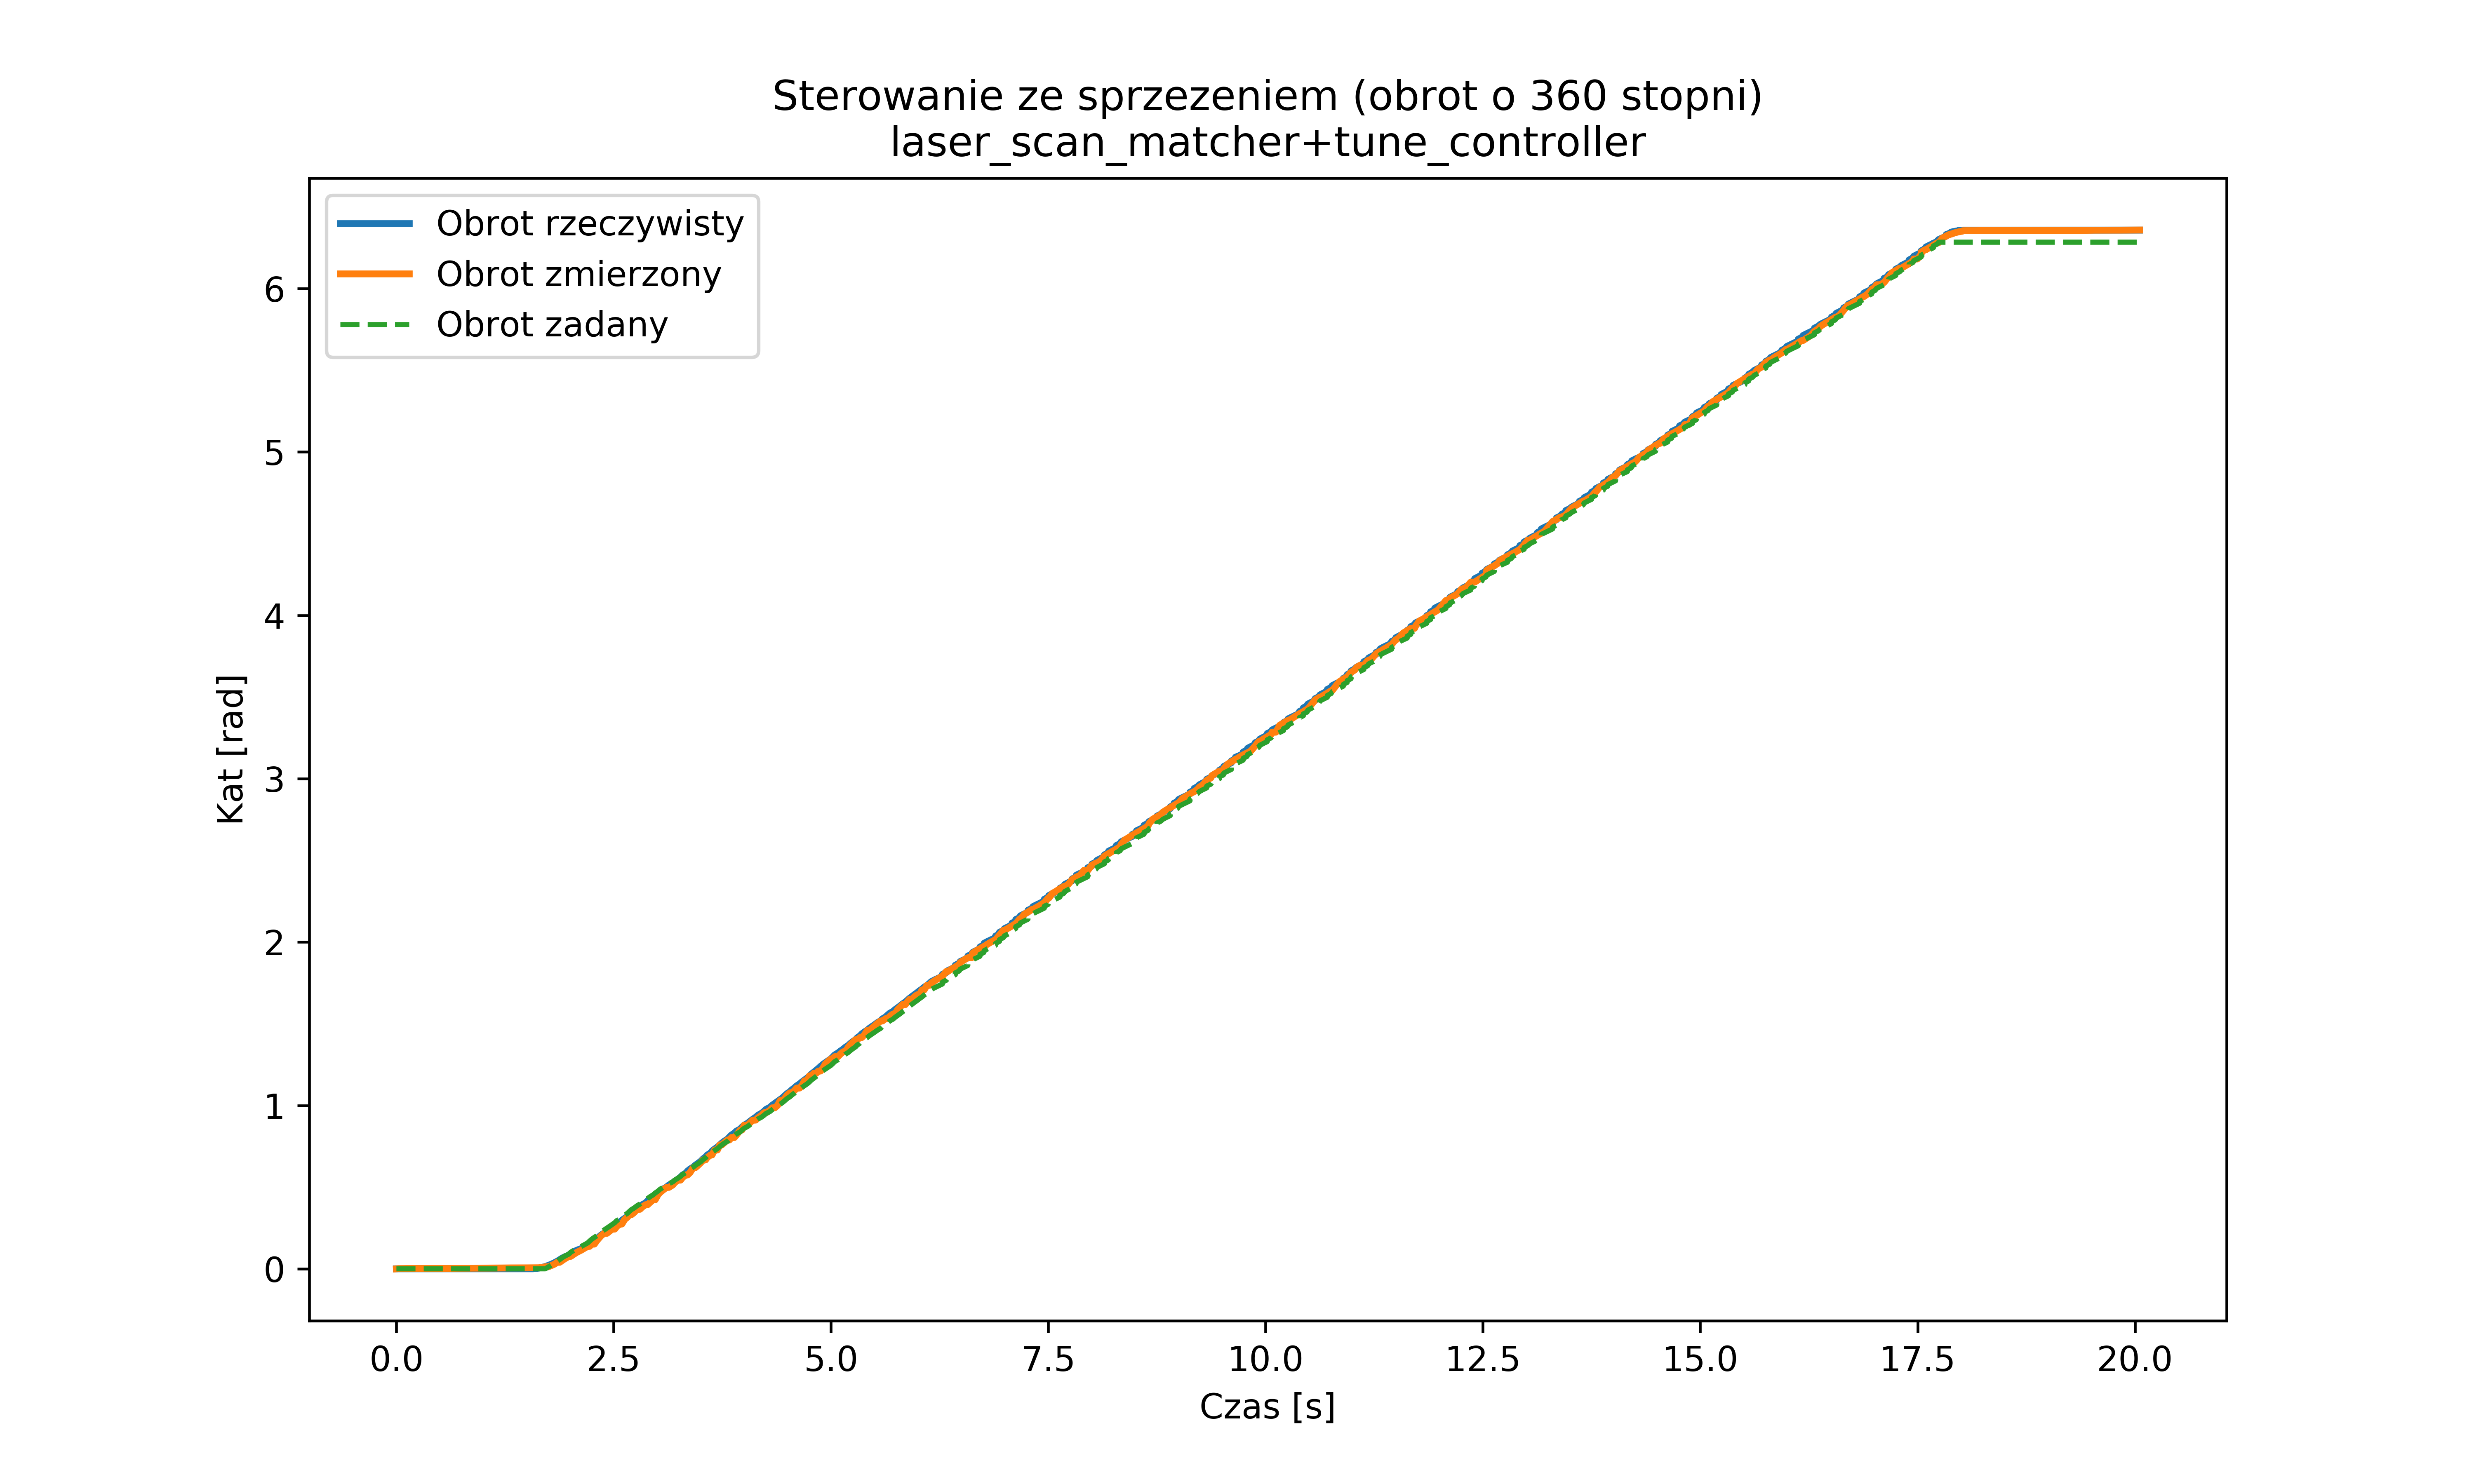 Sterowanie ze sprzezeniem (obrot o 360 stopni)
laser_scan_matcher+tune_controller
Obrot rzeczywisty
Obrot zmierzony
Obrot zadany
6
5
4
3
2
1
0
Kat [rad]
0.0 2.5 5.0 7.5 10.0 12.5 15.0 17.5 20.0
Czas [s]